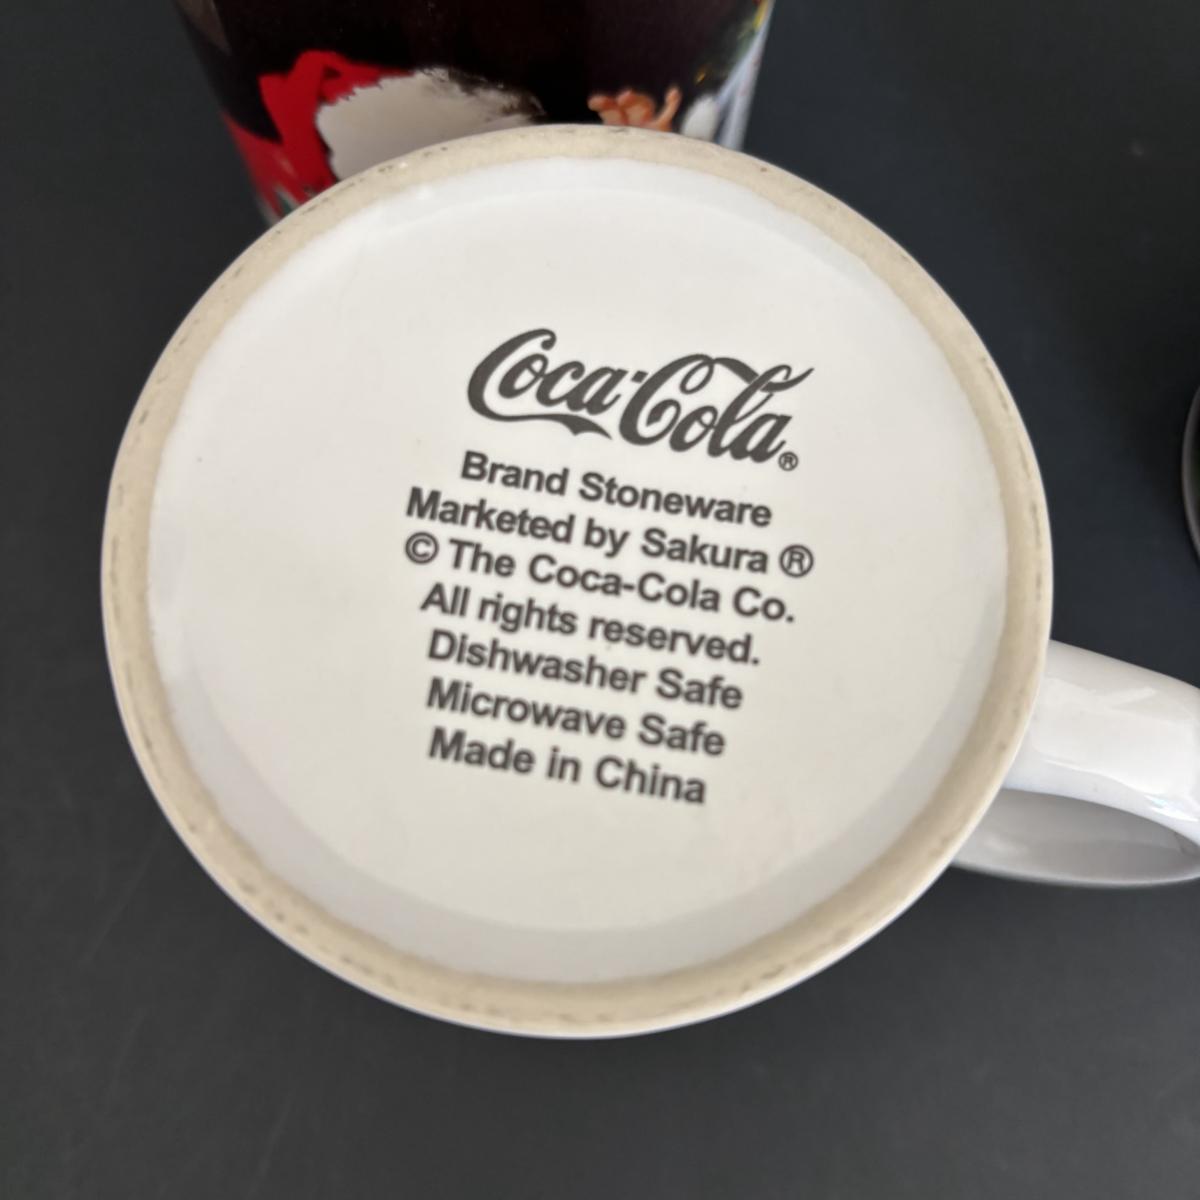 Coca-Cola®
Brand Stoneware
Marketed by Sakura ®
© The Coca-Cola Co.
All rights reserved.
Dishwasher Safe
Microwave Safe
Made in China